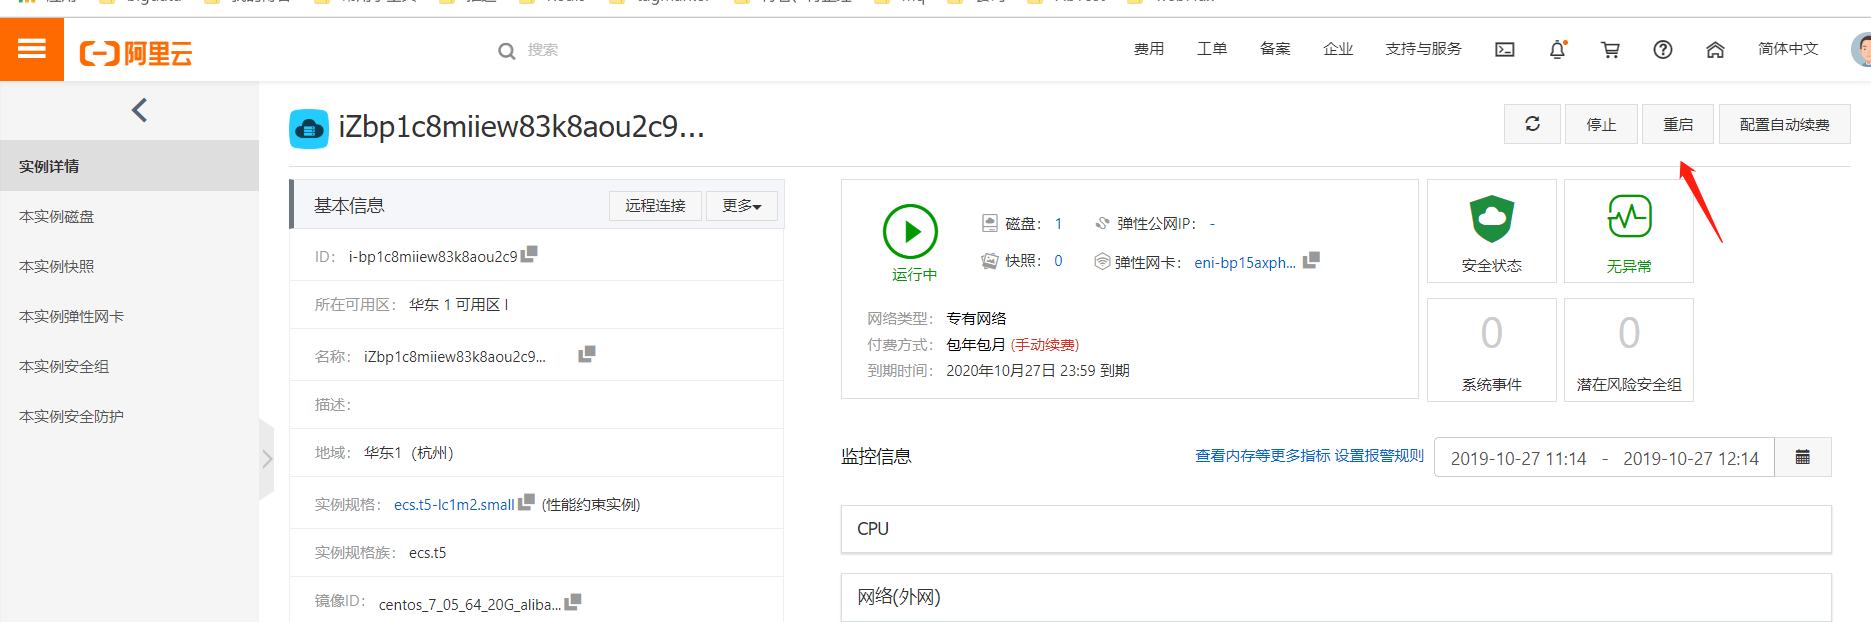 阿里云
搜索
费用 工单 备案 企业 支持与服务 简体中文
iZbp1c8miiew83k8aou2c9...
停止 重启 配置自动续费
实例详情
本实例磁盘
本实例快照
本实例弹性网卡
本实例安全组
本实例安全防护
基本信息 远程连接 更多
ID： i-bp1c8miiew83k8aou2c9
所在可用区： 华东 1 可用区 I
名称： iZbp1c8miiew83k8aou2c9...
描述：
地域： 华东1（杭州）
实例规格： ecs.t5-lc1m2.small (性能约束实例)
实例规格族： ecs.t5
镜像ID： centos_7_05_64_20G_aliba...
运行中
磁盘： 1 弹性公网IP： -
快照： 0 弹性网卡： eni-bp15axph...
网络类型： 专有网络
付费方式： 包年包月 (手动续费)
到期时间： 2020年10月27日 23:59 到期
安全状态
无异常
0
系统事件
0
潜在风险安全组
监控信息 查看内存等更多指标 设置报警规则 2019-10-27 11:14 - 2019-10-27 12:14
CPU
网络(外网)